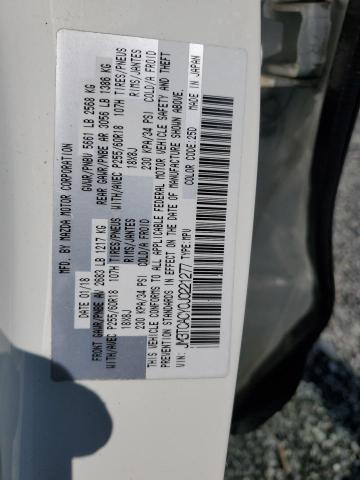 MFD. BY MAZDA MOTOR CORPORATION
DATE 01/18 GWVR/PNBV 5661 LB 2568 KG
FRONT GAWR/PNBE AV 2683 LB 1217 KG REAR GAWR/PNBE AR 3056 LB 1386 KG
WITH/AVEC P255/60R18 107H TIRES/PNEUS WITH/AVEC P255/60R18 107H TIRES/PNEUS
18X8J RIMS/JANTES 18X8J RIMS/JANTES
230 KPA/34 PSI COLD/A FROID 230 KPA/34 PSI COLD/A FROID
THIS VEHICLE CONFORMS TO ALL APPLICABLE FEDERAL MOTOR VEHICLE SAFETY AND THEFT
PREVENTION STANDARDS IN EFFECT ON THE DATE OF MANUFACTURE SHOWN ABOVE.
VIN: JM3TCACY0J0221277 TYPE:MPV COLOR CODE:25D MADE IN JAPAN